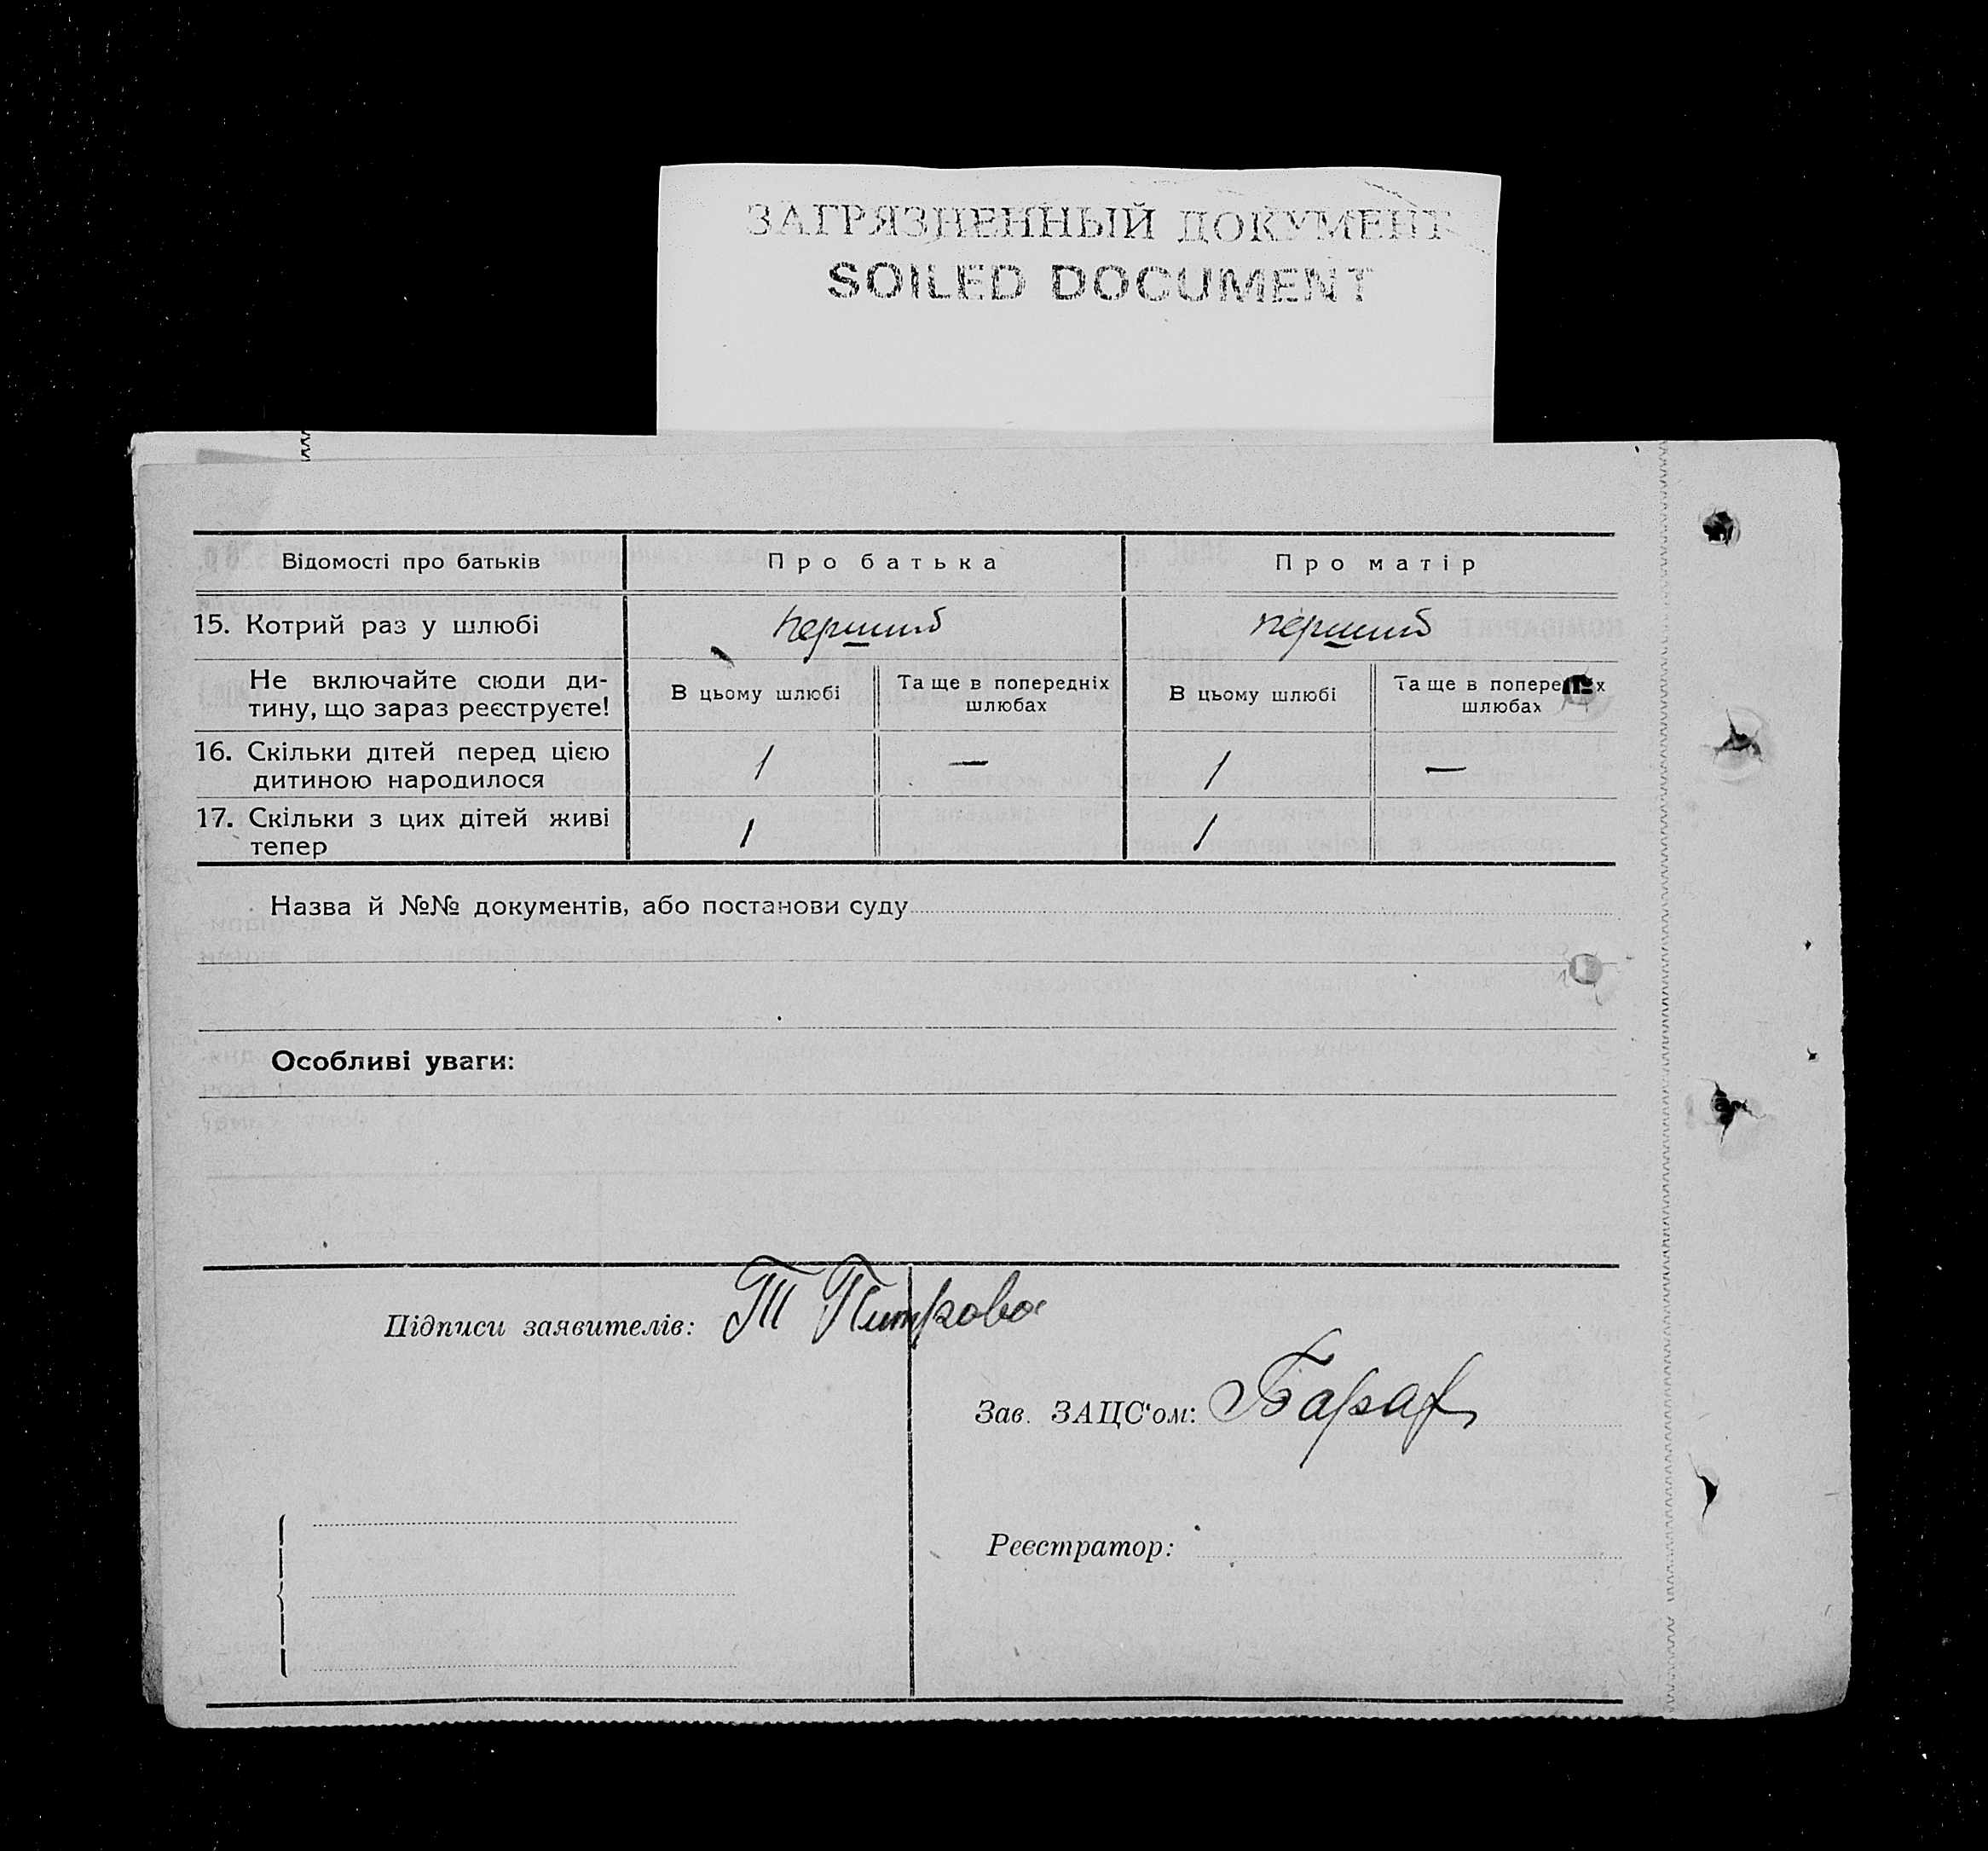 ЗАГРЯЗНЕННЫЙ ДОКУМЕНТ
SOILED DOCUMENT
Відомості про батьків
Про батька
Про матір
15. Котрий раз у шлюбі
перший
перший
Не включайте сюди ди-
тину, що зараз реєструєте!
В цьому шлюбі
Та ще в попередніх
шлюбах
В цьому шлюбі
Та ще в попередніх
шлюбах
16. Скільки дітей перед цією
дитиною народилося
1
—
1
—
17. Скільки з цих дітей живі
тепер
1
1
Назва й №№ документів, або постанови суду
Особливі уваги:
Підписи заявителів:
Зав. ЗАЦС'ом:
Реєстратор: